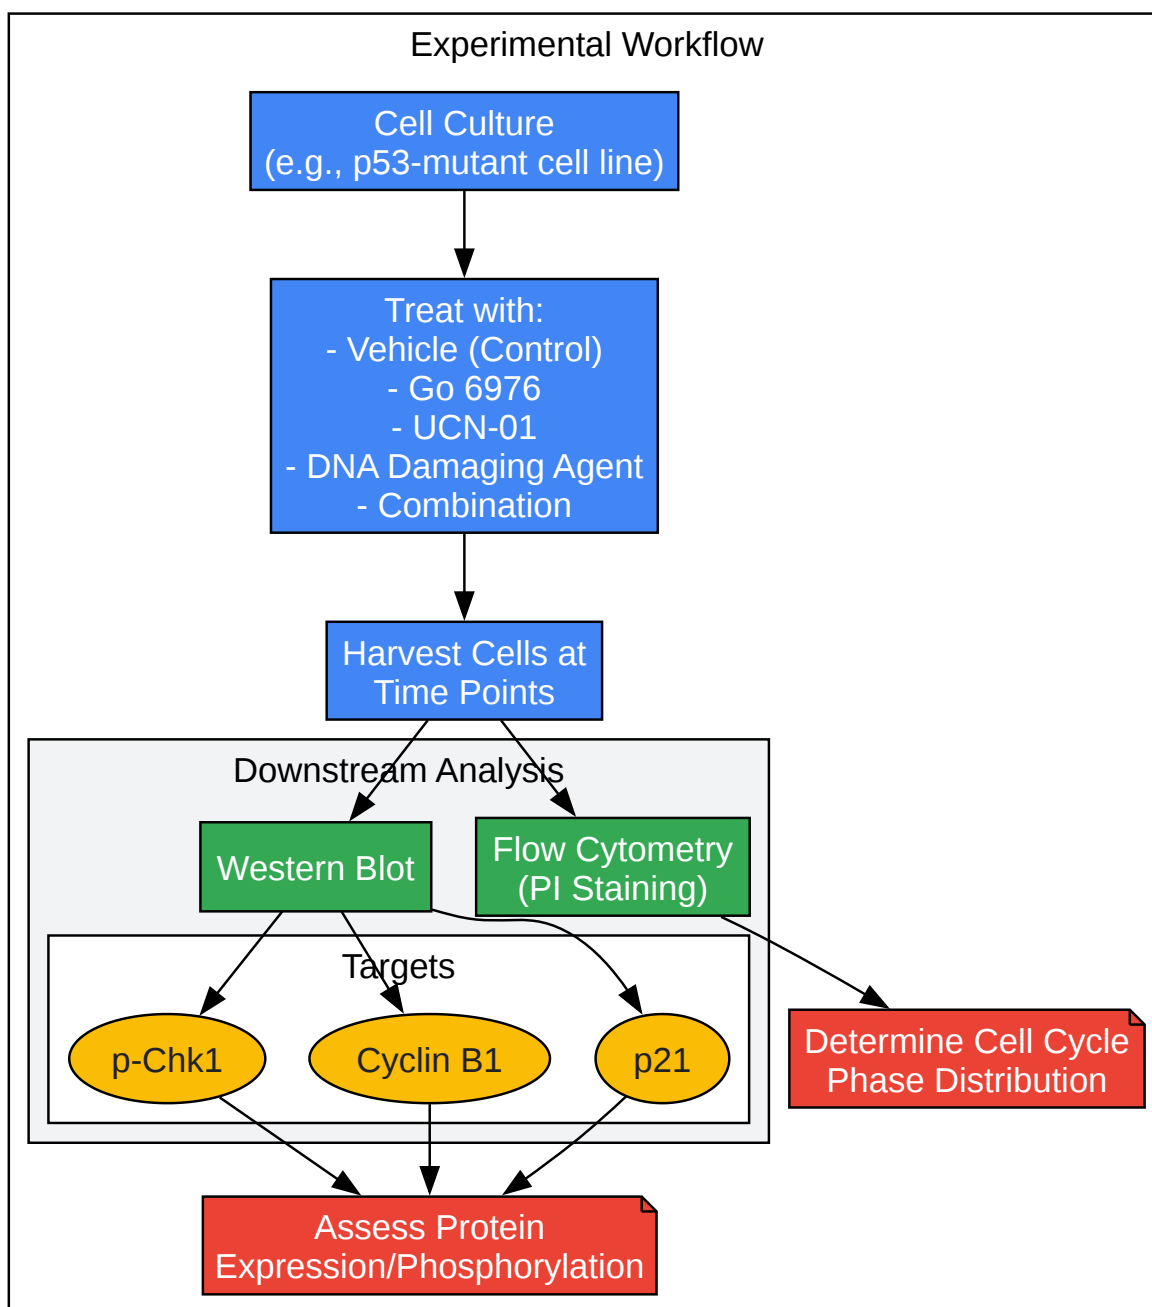 Experimental Workflow
Cell Culture
(e.g., p53-mutant cell line)
Treat with:
- Vehicle (Control)
- Go 6976
- UCN-01
- DNA Damaging Agent
- Combination
Harvest Cells at
Time Points
Downstream Analysis
Western Blot
Flow Cytometry
(PI Staining)
Targets
p-Chk1
Cyclin B1
p21
Determine Cell Cycle
Phase Distribution
Assess Protein
Expression/Phosphorylation